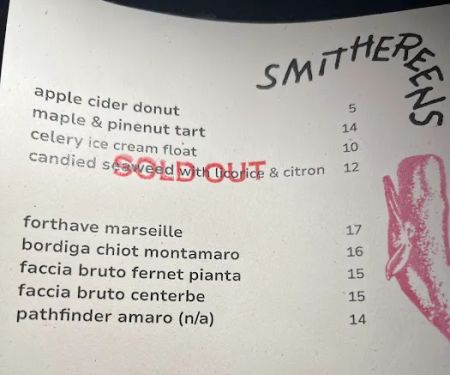 SMITHEREENS
apple cider donut 5
maple & pinenut tart 14
celery ice cream float 10
candied seaweed with licorice & citron 12
SOLD OUT
forthave marseille 17
bordiga chiot montamaro 16
faccia bruto fernet pianta 15
faccia bruto centerbe 15
pathfinder amaro (n/a) 14